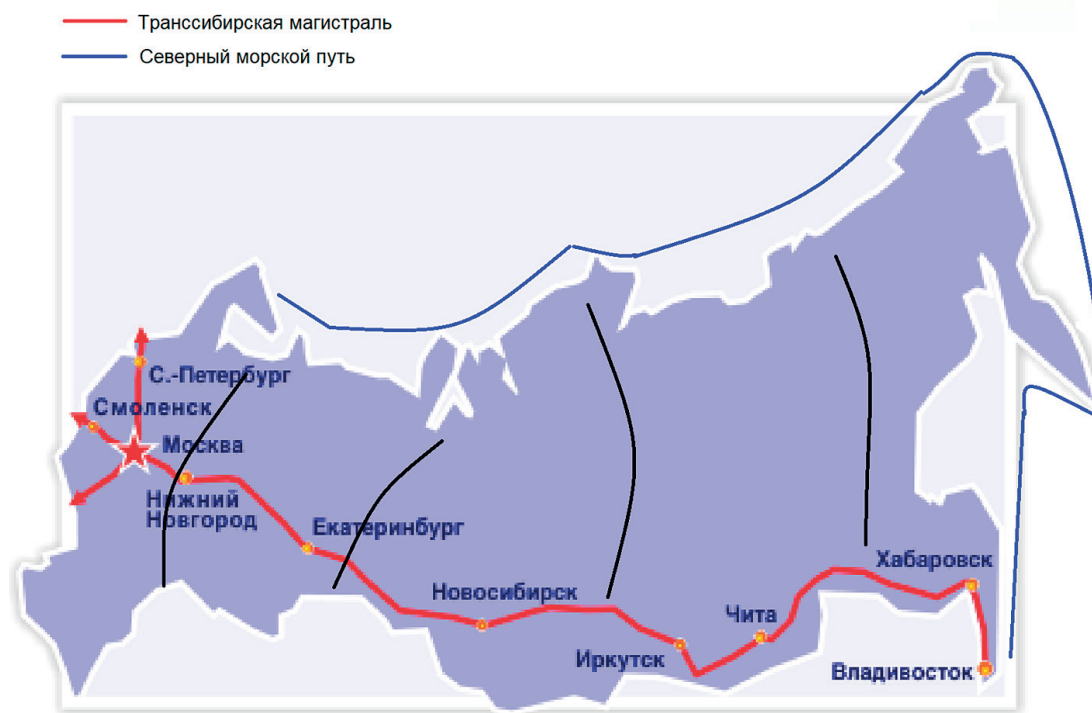 Транссибирская магистраль
Северный морской путь
С.-Петербург
Смоленск
Москва
Нижний
Новгород
Екатеринбург
Новосибирск
Иркутск
Чита
Хабаровск
Владивосток